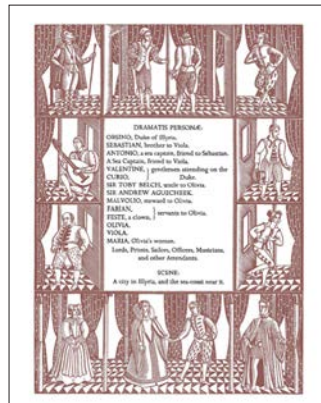 DRAMATIS PERSONÆ:
ORSINO, Duke of Illyria.
SEBASTIAN, brother to Viola.
ANTONIO, a sea captain, friend to Sebastian.
A Sea Captain, friend to Viola.
VALENTINE, } gentlemen attending on the
CURIO, } Duke.
SIR TOBY BELCH, uncle to Olivia.
SIR ANDREW AGUECHEEK.
MALVOLIO, steward to Olivia.
FABIAN,
FESTE, a clown, } servants to Olivia.
OLIVIA.
VIOLA.
MARIA, Olivia's woman.
Lords, Priests, Sailors, Officers, Musicians,
and other Attendants.
SCENE:
A city in Illyria, and the sea-coast near it.